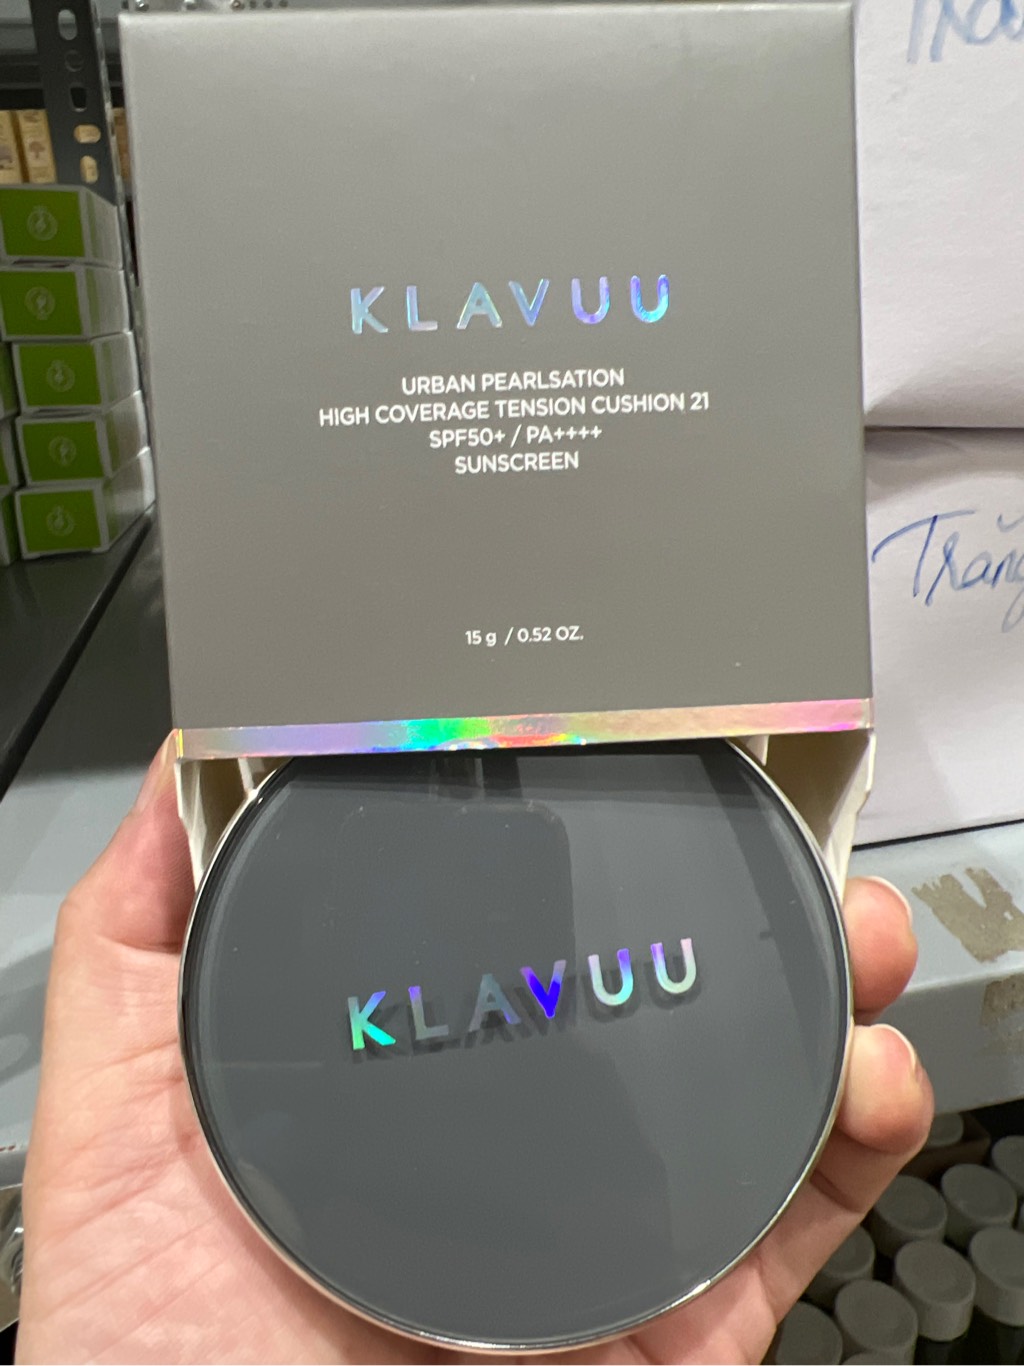 KLAVUU
URBAN PEARLSATION
HIGH COVERAGE TENSION CUSHION 21
SPF50+ / PA++++
SUNSCREEN
15 g / 0.52 OZ.
KLAVUU